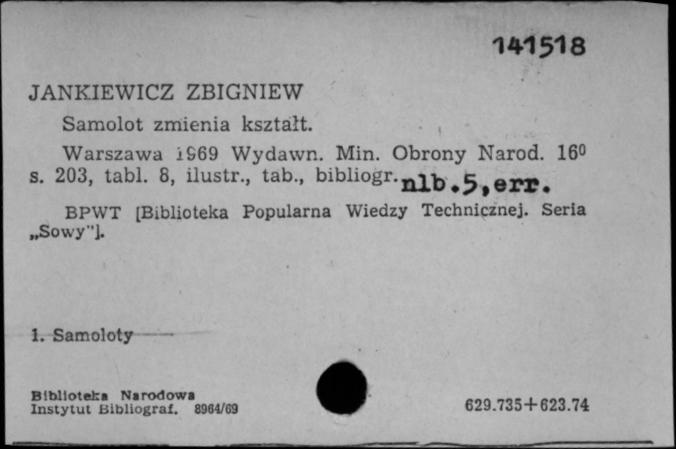 141518
JANKIEWICZ ZBIGNIEW
Samolot zmienia kształt.
Warszawa 1969 Wydawn. Min. Obrony Narod. 16⁰
s. 203, tabl. 8, ilustr., tab., bibliogr. nlb.5,err.
BPWT [Biblioteka Popularna Wiedzy Technicznej. Seria
„Sowy"].
1. Samoloty
Biblioteka Narodowa
Instytut Bibliograf. 8964/69
629.735+623.74